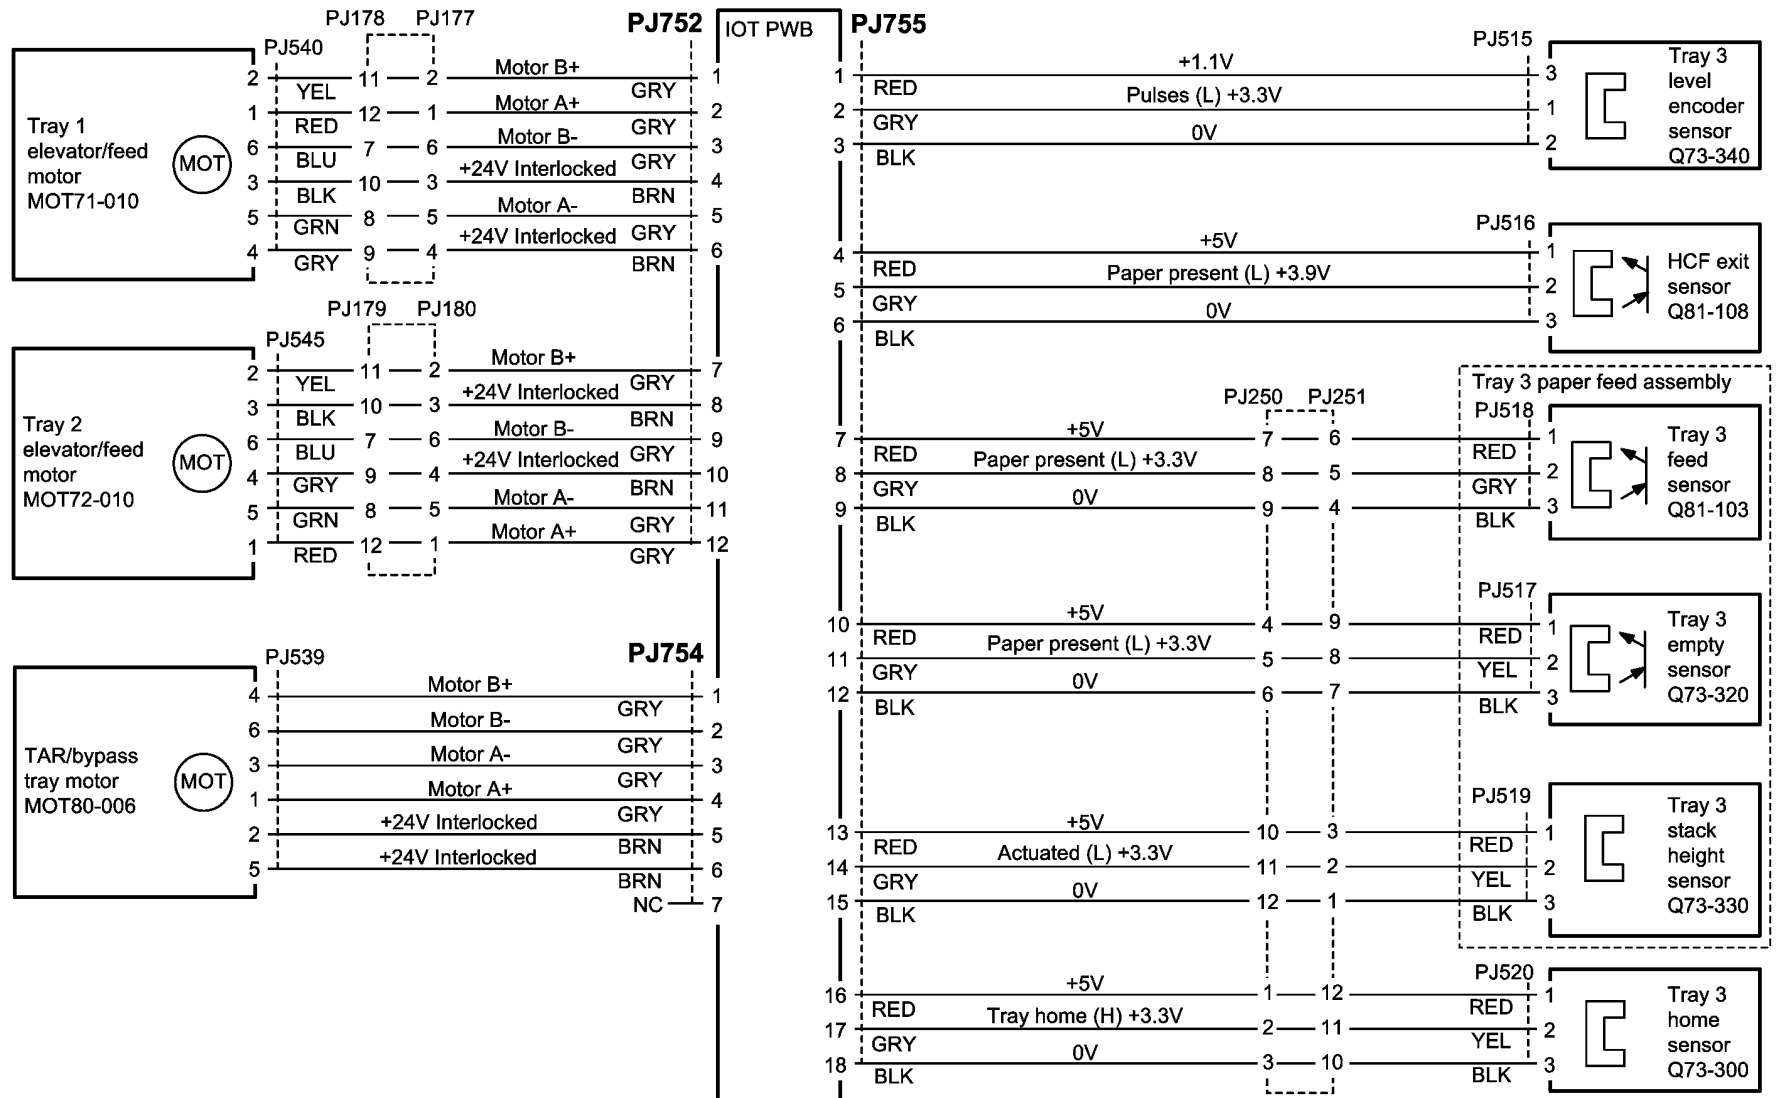 PJ178 PJ177
PJ752
IOT PWB
PJ755
PJ540
Tray 1
elevator/feed
motor
MOT71-010
MOT
2 YEL 11 2 Motor B+ GRY 1
1 RED 12 1 Motor A+ GRY 2
6 BLU 7 6 Motor B- GRY 3
3 BLK 10 3 +24V Interlocked BRN 4
5 GRN 8 5 Motor A- GRY 5
4 GRY 9 4 +24V Interlocked BRN 6
PJ179 PJ180
PJ545
Tray 2
elevator/feed
motor
MOT72-010
MOT
2 YEL 11 2 Motor B+ GRY 7
3 BLK 10 3 +24V Interlocked BRN 8
6 BLU 7 6 Motor B- GRY 9
4 GRY 9 4 +24V Interlocked BRN 10
5 GRN 8 5 Motor A- GRY 11
1 RED 12 1 Motor A+ GRY 12
PJ539
PJ754
TAR/bypass
tray motor
MOT80-006
MOT
4 Motor B+ GRY 1
6 Motor B- GRY 2
3 Motor A- GRY 3
1 Motor A+ GRY 4
2 +24V Interlocked BRN 5
5 +24V Interlocked BRN 6
NC 7
PJ515
1 RED +1.1V 3
2 GRY Pulses (L) +3.3V 1
3 BLK 0V 2
Tray 3
level
encoder
sensor
Q73-340
PJ516
4 RED +5V 1
5 GRY Paper present (L) +3.9V 2
6 BLK 0V 3
HCF exit
sensor
Q81-108
Tray 3 paper feed assembly
PJ250 PJ251
PJ518
7 RED +5V 7 6 RED 1
8 GRY Paper present (L) +3.3V 8 5 GRY 2
9 BLK 0V 9 4 BLK 3
Tray 3
feed
sensor
Q81-103
PJ517
10 RED +5V 4 9 RED 1
11 GRY Paper present (L) +3.3V 5 8 YEL 2
12 BLK 0V 6 7 BLK 3
Tray 3
empty
sensor
Q73-320
PJ519
13 RED +5V 10 3 RED 1
14 GRY Actuated (L) +3.3V 11 2 YEL 2
15 BLK 0V 12 1 BLK 3
Tray 3
stack
height
sensor
Q73-330
PJ520
16 RED +5V 1 12 RED 1
17 GRY Tray home (H) +3.3V 2 11 YEL 2
18 BLK 0V 3 10 BLK 3
Tray 3
home
sensor
Q73-300